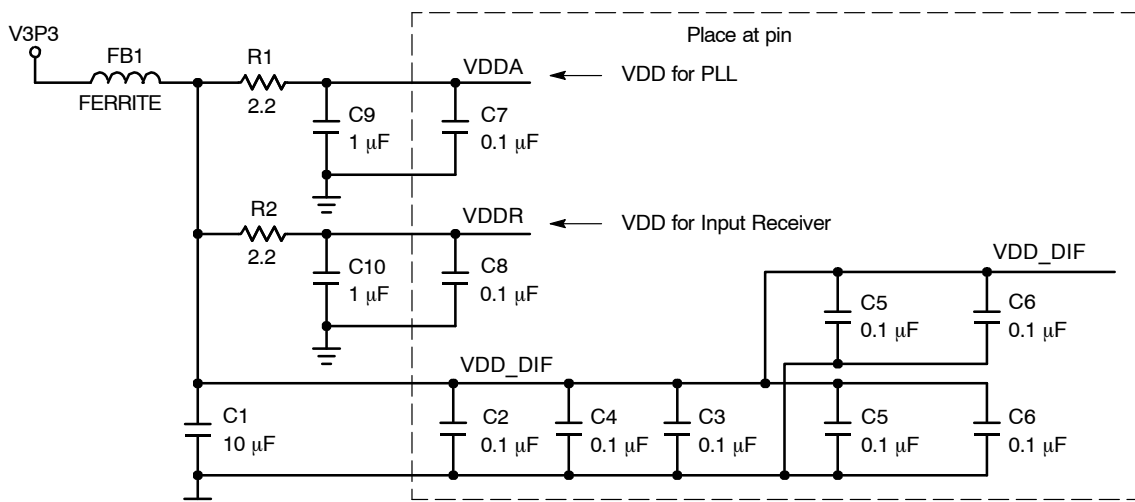 Place at pin
V3P3
FB1
FERRITE
R1
2.2
VDDA
VDD for PLL
C9
1 μF
C7
0.1 μF
R2
2.2
VDDR
VDD for Input Receiver
C10
1 μF
C8
0.1 μF
VDD_DIF
C5
0.1 μF
C6
0.1 μF
VDD_DIF
C1
10 μF
C2
0.1 μF
C4
0.1 μF
C3
0.1 μF
C5
0.1 μF
C6
0.1 μF